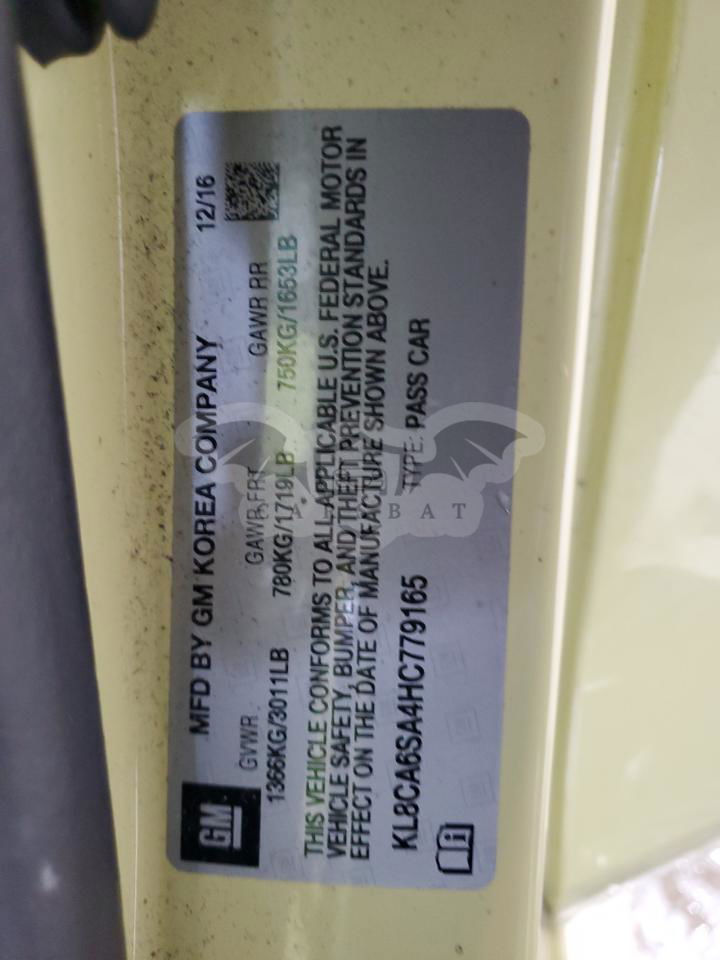 GM
MFD BY GM KOREA COMPANY 12/16
GVWR GAWR FRT GAWR RR
1366KG/3011LB 780KG/1719LB 750KG/1653LB
THIS VEHICLE CONFORMS TO ALL APPLICABLE U.S. FEDERAL MOTOR
VEHICLE SAFETY, BUMPER, AND THEFT PREVENTION STANDARDS IN
EFFECT ON THE DATE OF MANUFACTURE SHOWN ABOVE.
KL8CA6SA4HC779165 TYPE: PASS CAR